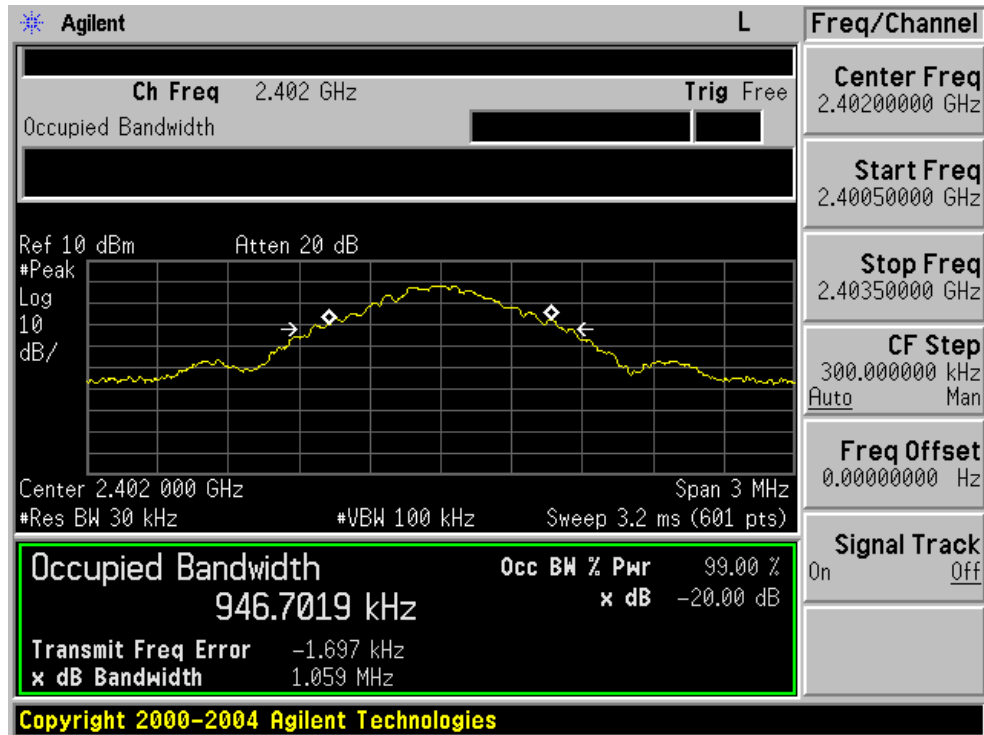 Agilent L
Ch Freq 2.402 GHz Trig Free
Occupied Bandwidth
Ref 10 dBm Atten 20 dB
#Peak
Log
10
dB/
Center 2.402 000 GHz Span 3 MHz
#Res BW 30 kHz #VBW 100 kHz Sweep 3.2 ms (601 pts)
Occupied Bandwidth
946.7019 kHz
Occ BW % Pwr 99.00 %
x dB -20.00 dB
Transmit Freq Error -1.697 kHz
x dB Bandwidth 1.059 MHz
Copyright 2000-2004 Agilent Technologies
Freq/Channel
Center Freq
2.40200000 GHz
Start Freq
2.40050000 GHz
Stop Freq
2.40350000 GHz
CF Step
300.000000 kHz
Auto Man
Freq Offset
0.00000000 Hz
Signal Track
On Off